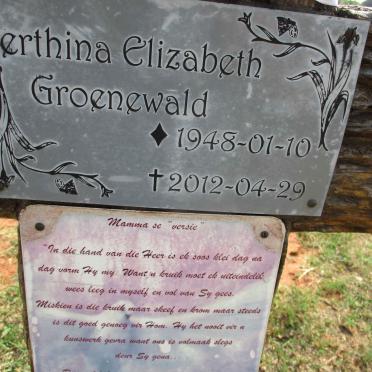 erthina Elizabeth
Groenewald
♦ 1948-01-10
✝ 2012-04-29
Mamma se "versie"
"In die hand van die Heer is ek soos klei dag na
dag vorm Hy my. Want 'n kruik moet ek uiteindelik
wees leeg in myself en vol van Sy gees.
Miskien is die kruik maar skeef en krom maar steeds
is dit goed genoeg vir Hom. Hy het nooit vir n
kunswerk gevra want ons is volmaak slegs
deur Sy gena..